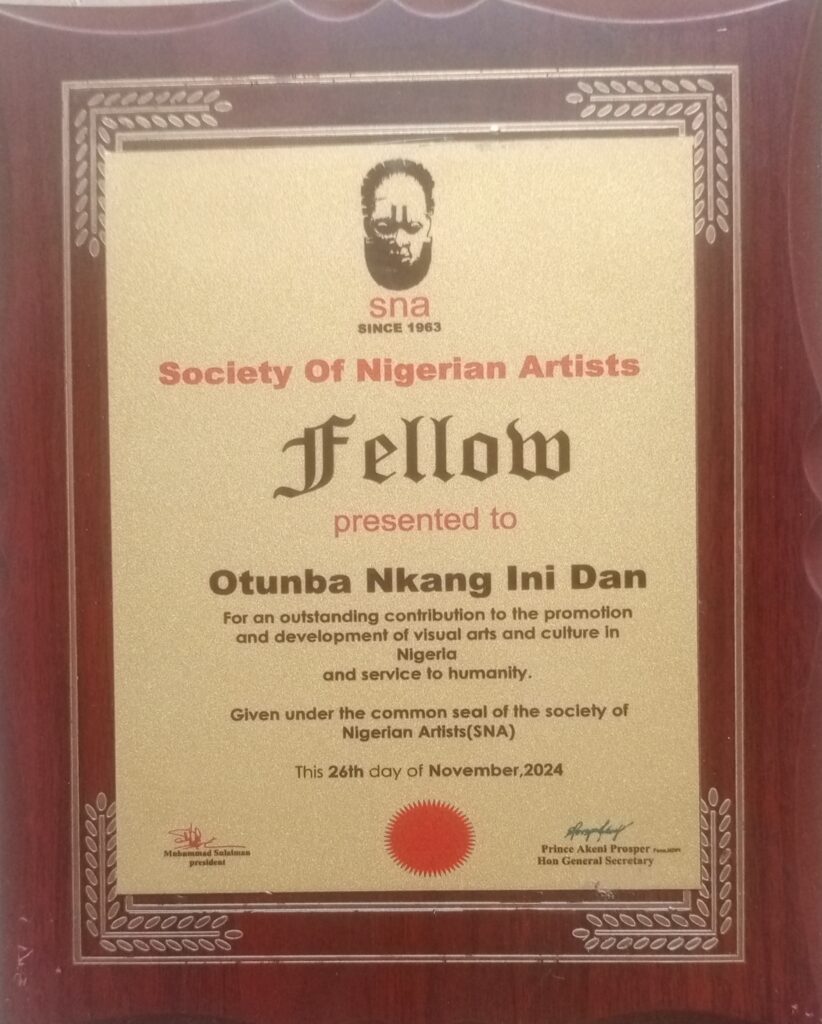 sna
SINCE 1963
Society Of Nigerian Artists
Fellow
presented to
Otunba Nkang Ini Dan
For an outstanding contribution to the promotion
and development of visual arts and culture in
Nigeria
and service to humanity.
Given under the common seal of the society of
Nigerian Artists(SNA)
This 26th day of November,2024
Muhammad Sulaiman
president
Prince Akeni Prosper
Hon General Secretary